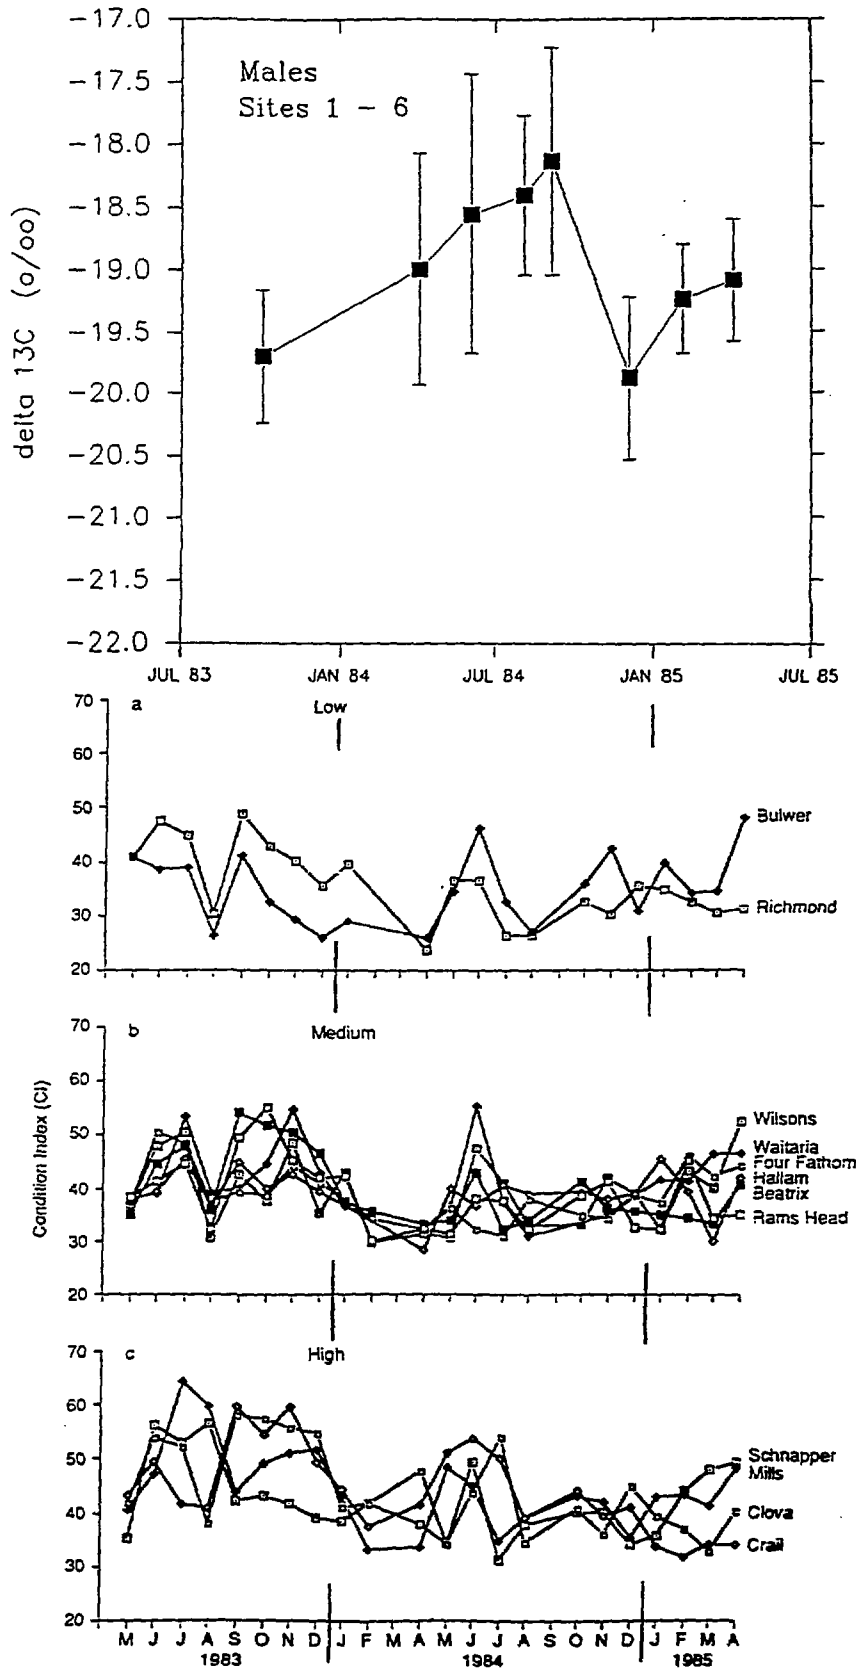 -17.0
-17.5
-18.0
-18.5
-19.0
-19.5
-20.0
-20.5
-21.0
-21.5
-22.0
delta 13C (o/oo)
Males
Sites 1 - 6
JUL 83
JAN 84
JUL 84
JAN 85
JUL 85
Condition Index (CI)
a
Low
70
60
50
40
30
20
Bulwer
Richmond
b
Medium
70
60
50
40
30
20
Wilsons
Waitaria
Four Fathom
Hallam
Beatrix
Rams Head
c
High
70
60
50
40
30
20
Schnapper
Mills
Clova
Crail
M J J A S O N D J F M A M J J A S O N D J F M A
1983 1984 1985